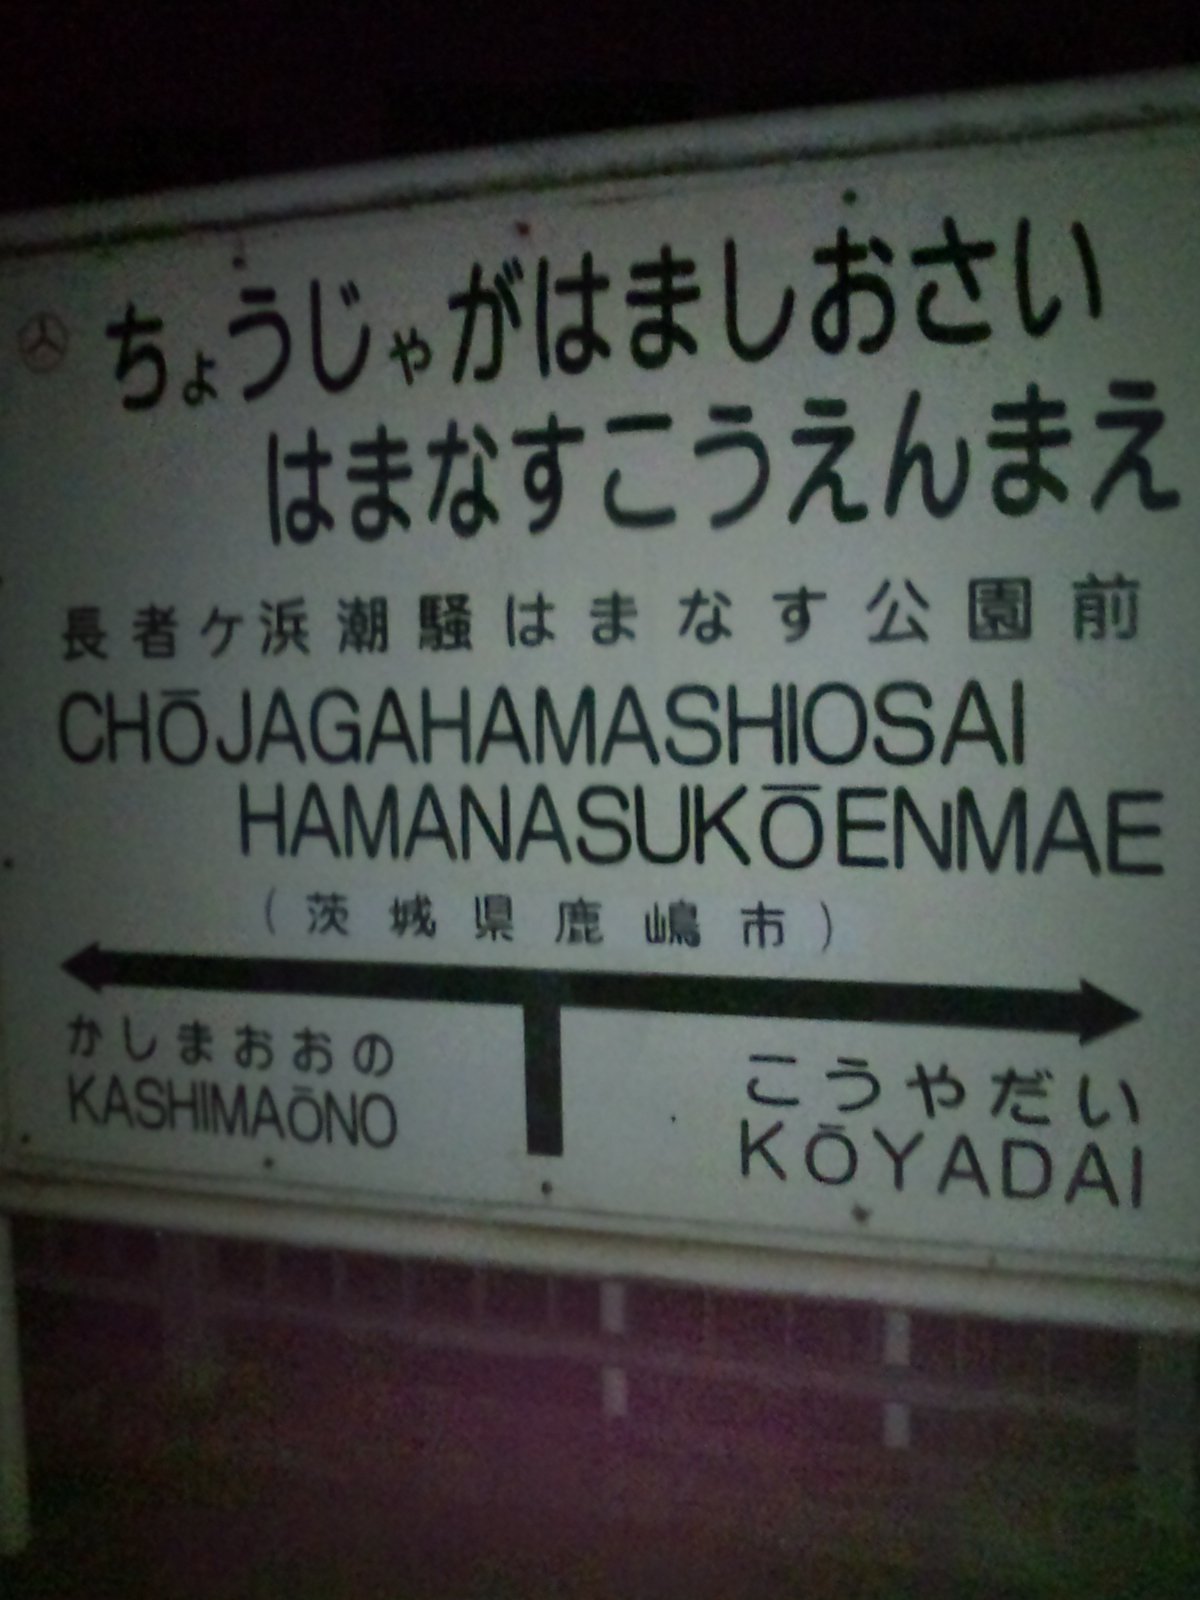 ちょうじゃがはましおさい
はまなすこうえんまえ
長者ケ浜潮騒はまなす公園前
CHŌJAGAHAMASHIOSAI
HAMANASUKŌENMAE
(茨城県鹿嶋市)
かしまおおの
KASHIMAŌNO
こうやだい
KŌYADAI